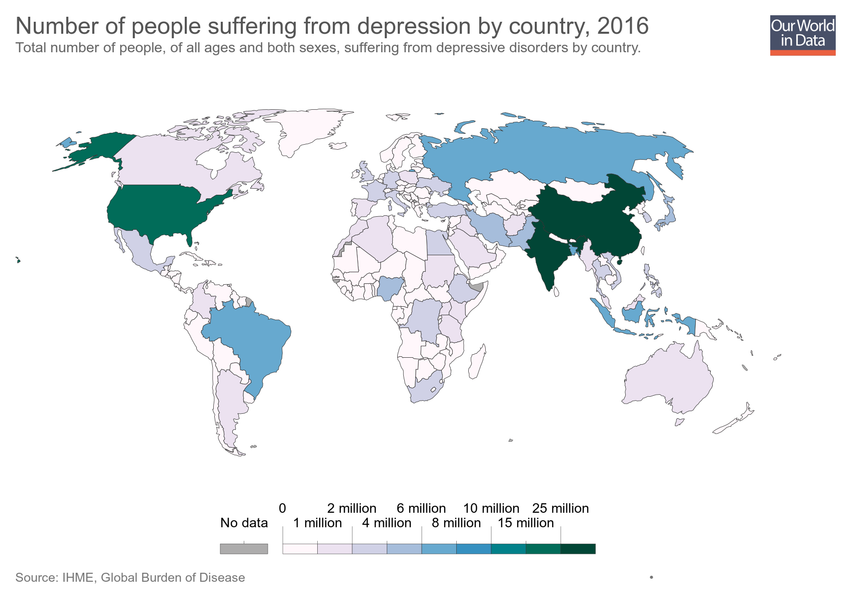 Number of people suffering from depression by country, 2016
Total number of people, of all ages and both sexes, suffering from depressive disorders by country.
Our World
in Data
0 2 million 6 million 10 million 25 million
No data 1 million 4 million 8 million 15 million
Source: IHME, Global Burden of Disease